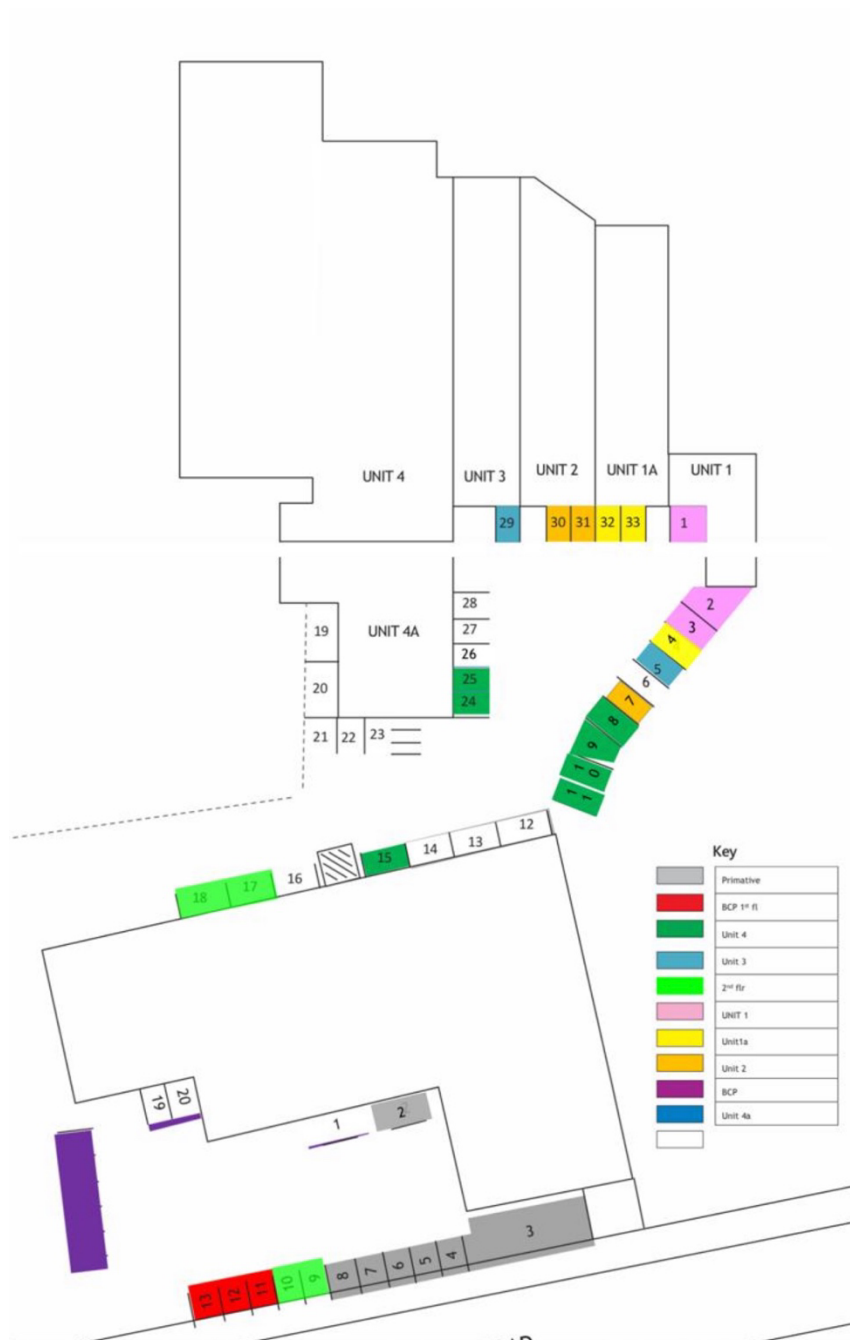 UNIT 4
UNIT 3
UNIT 2
UNIT 1A
UNIT 1
29
30
31
32
33
1
2
3
4
5
6
7
8
9
10
11
28
27
26
25
24
19
20
UNIT 4A
21
22
23
12
13
14
15
16
17
18
Key
Primative
BCP 1st fl
Unit 4
Unit 3
2nd flr
UNIT 1
Unit1a
Unit 2
BCP
Unit 4a
19
20
1
2
3
4
5
6
7
8
9
10
11
12
13